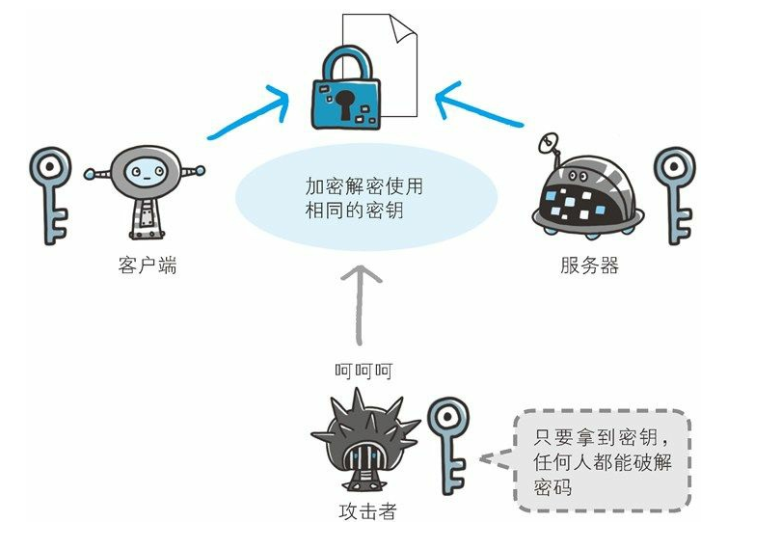 加密解密使用
相同的密钥
客户端
服务器
呵呵呵
只要拿到密钥，
任何人都能破解
密码
攻击者